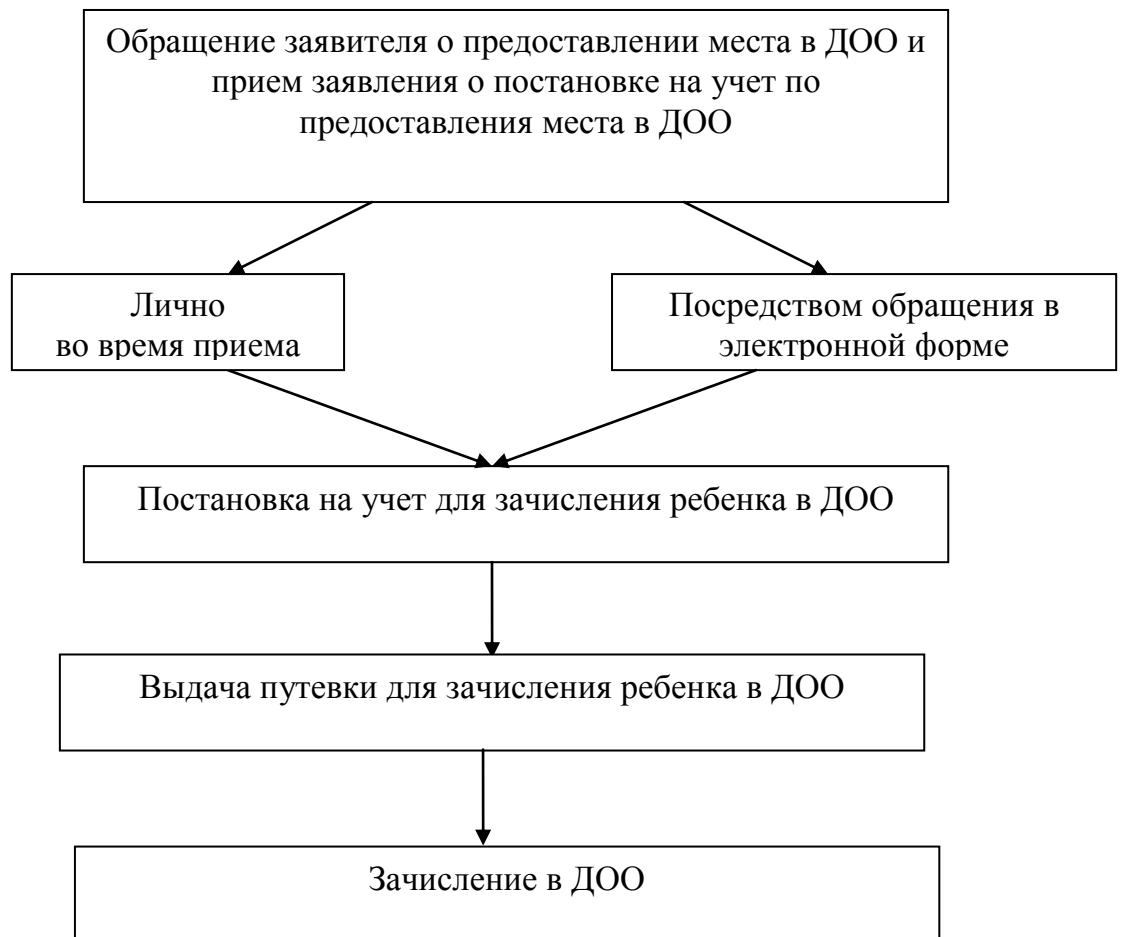 Обращение заявителя о предоставлении места в ДОО и
прием заявления о постановке на учет по
предоставления места в ДОО
Лично
во время приема
Посредством обращения в
электронной форме
Постановка на учет для зачисления ребенка в ДОО
Выдача путевки для зачисления ребенка в ДОО
Зачисление в ДОО